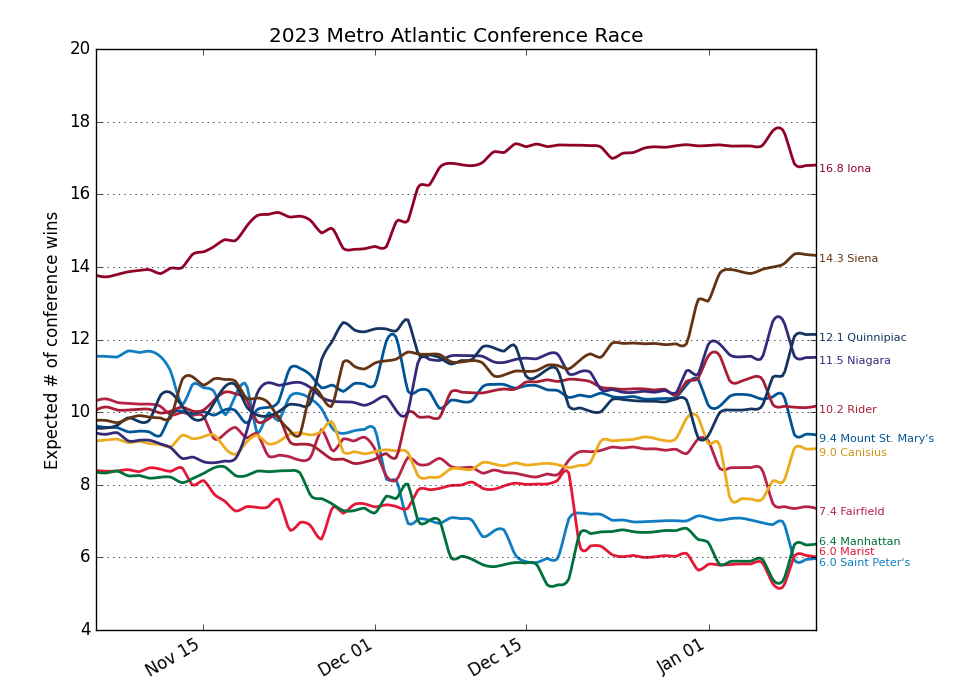 2023 Metro Atlantic Conference Race
Expected # of conference wins
20
18
16
14
12
10
8
6
4
16.8 Iona
14.3 Siena
12.1 Quinnipiac
11.5 Niagara
10.2 Rider
9.4 Mount St. Mary's
9.0 Canisius
7.4 Fairfield
6.4 Manhattan
6.0 Marist
6.0 Saint Peter's
Nov 15
Dec 01
Dec 15
Jan 01